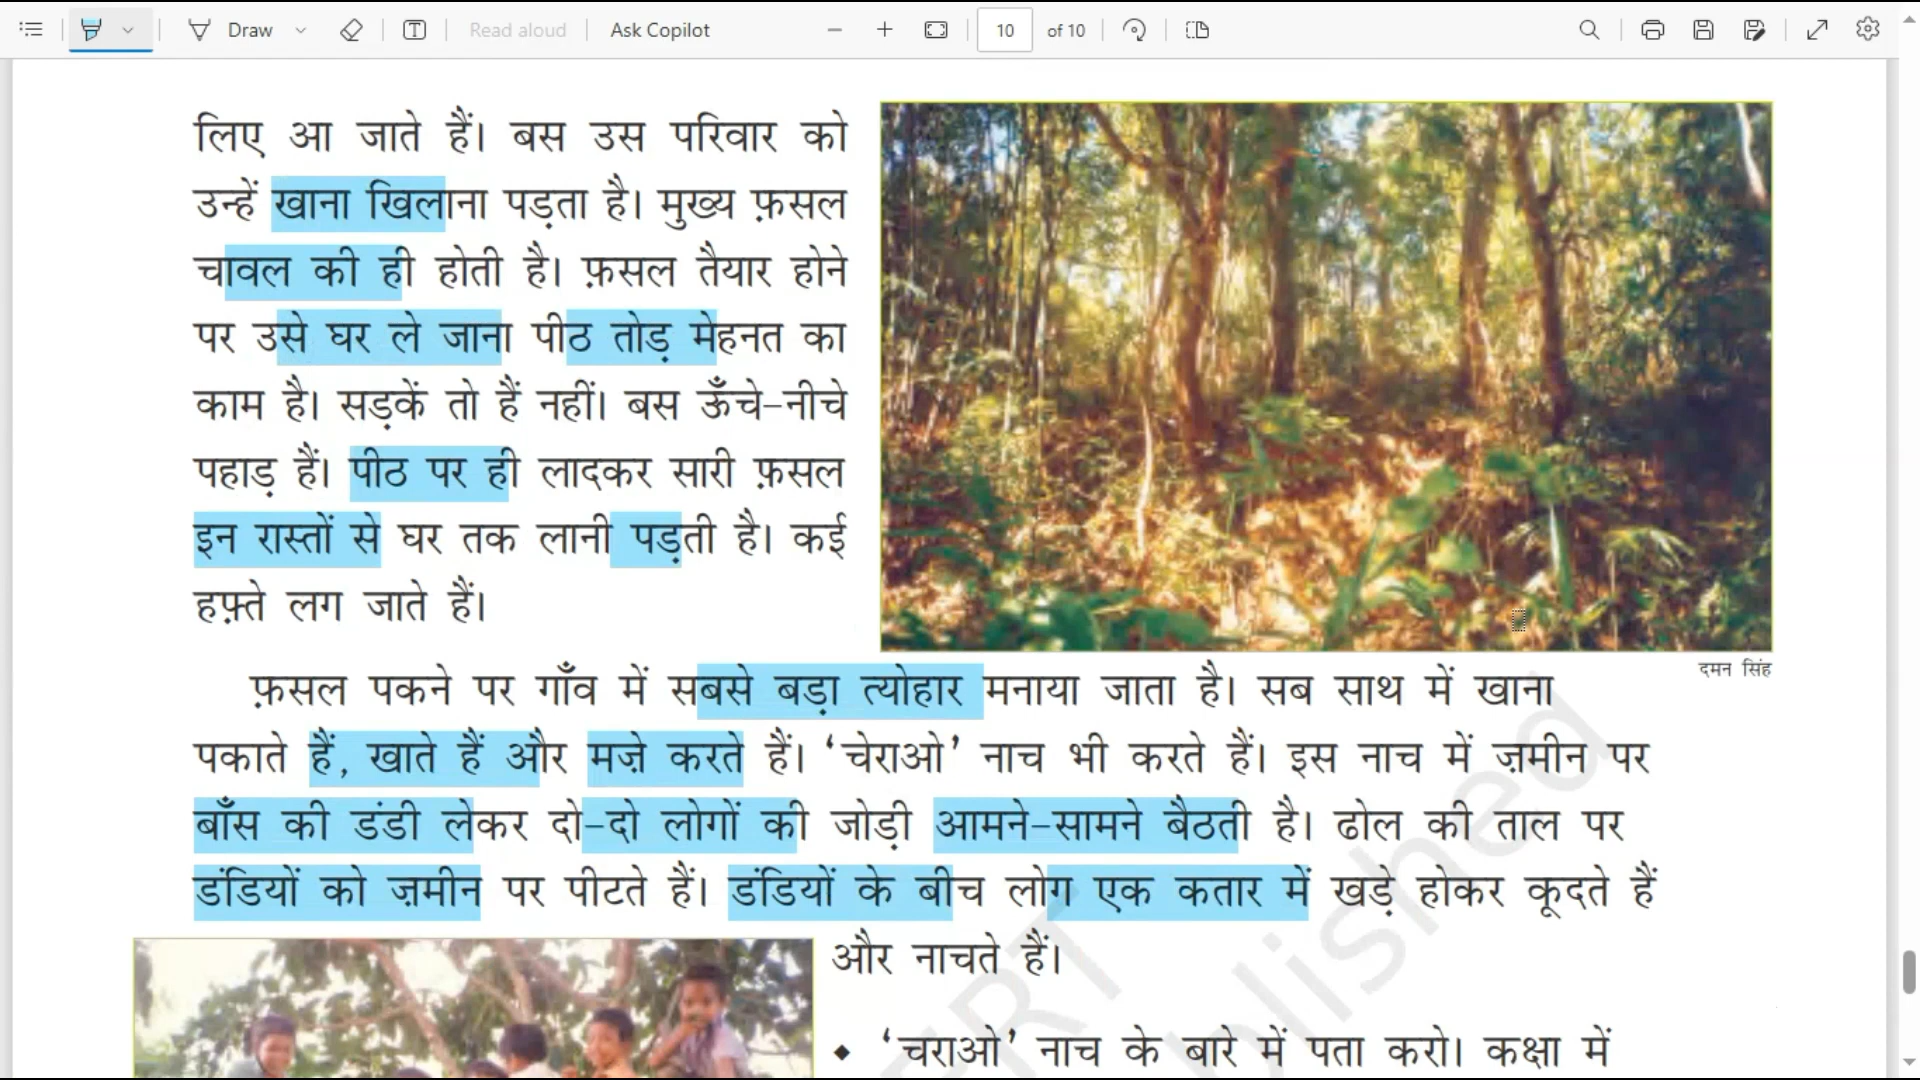 Draw
Read aloud
Ask Copilot
10
of 10
लिए आ जाते हैं। बस उस परिवार को
उन्हें खाना खिलाना पड़ता है। मुख्य फ़सल
चावल की ही होती है। फ़सल तैयार होने
पर उसे घर ले जाना पीठ तोड़ मेहनत का
काम है। सड़कें तो हैं नहीं। बस ऊँचे-नीचे
पहाड़ हैं। पीठ पर ही लादकर सारी फ़सल
इन रास्तों से घर तक लानी पड़ती है। कई
हफ़्ते लग जाते हैं।
दमन सिंह
फ़सल पकने पर गाँव में सबसे बड़ा त्योहार मनाया जाता है। सब साथ में खाना
पकाते हैं, खाते हैं और मज़े करते हैं। ‘चेराओ’ नाच भी करते हैं। इस नाच में ज़मीन पर
बाँस की डंडी लेकर दो-दो लोगों की जोड़ी आमने-सामने बैठती है। ढोल की ताल पर
डंडियों को ज़मीन पर पीटते हैं। डंडियों के बीच लोग एक कतार में खड़े होकर कूदते हैं
और नाचते हैं।
◆ ‘चराओ’ नाच के बारे में पता करो। कक्षा में